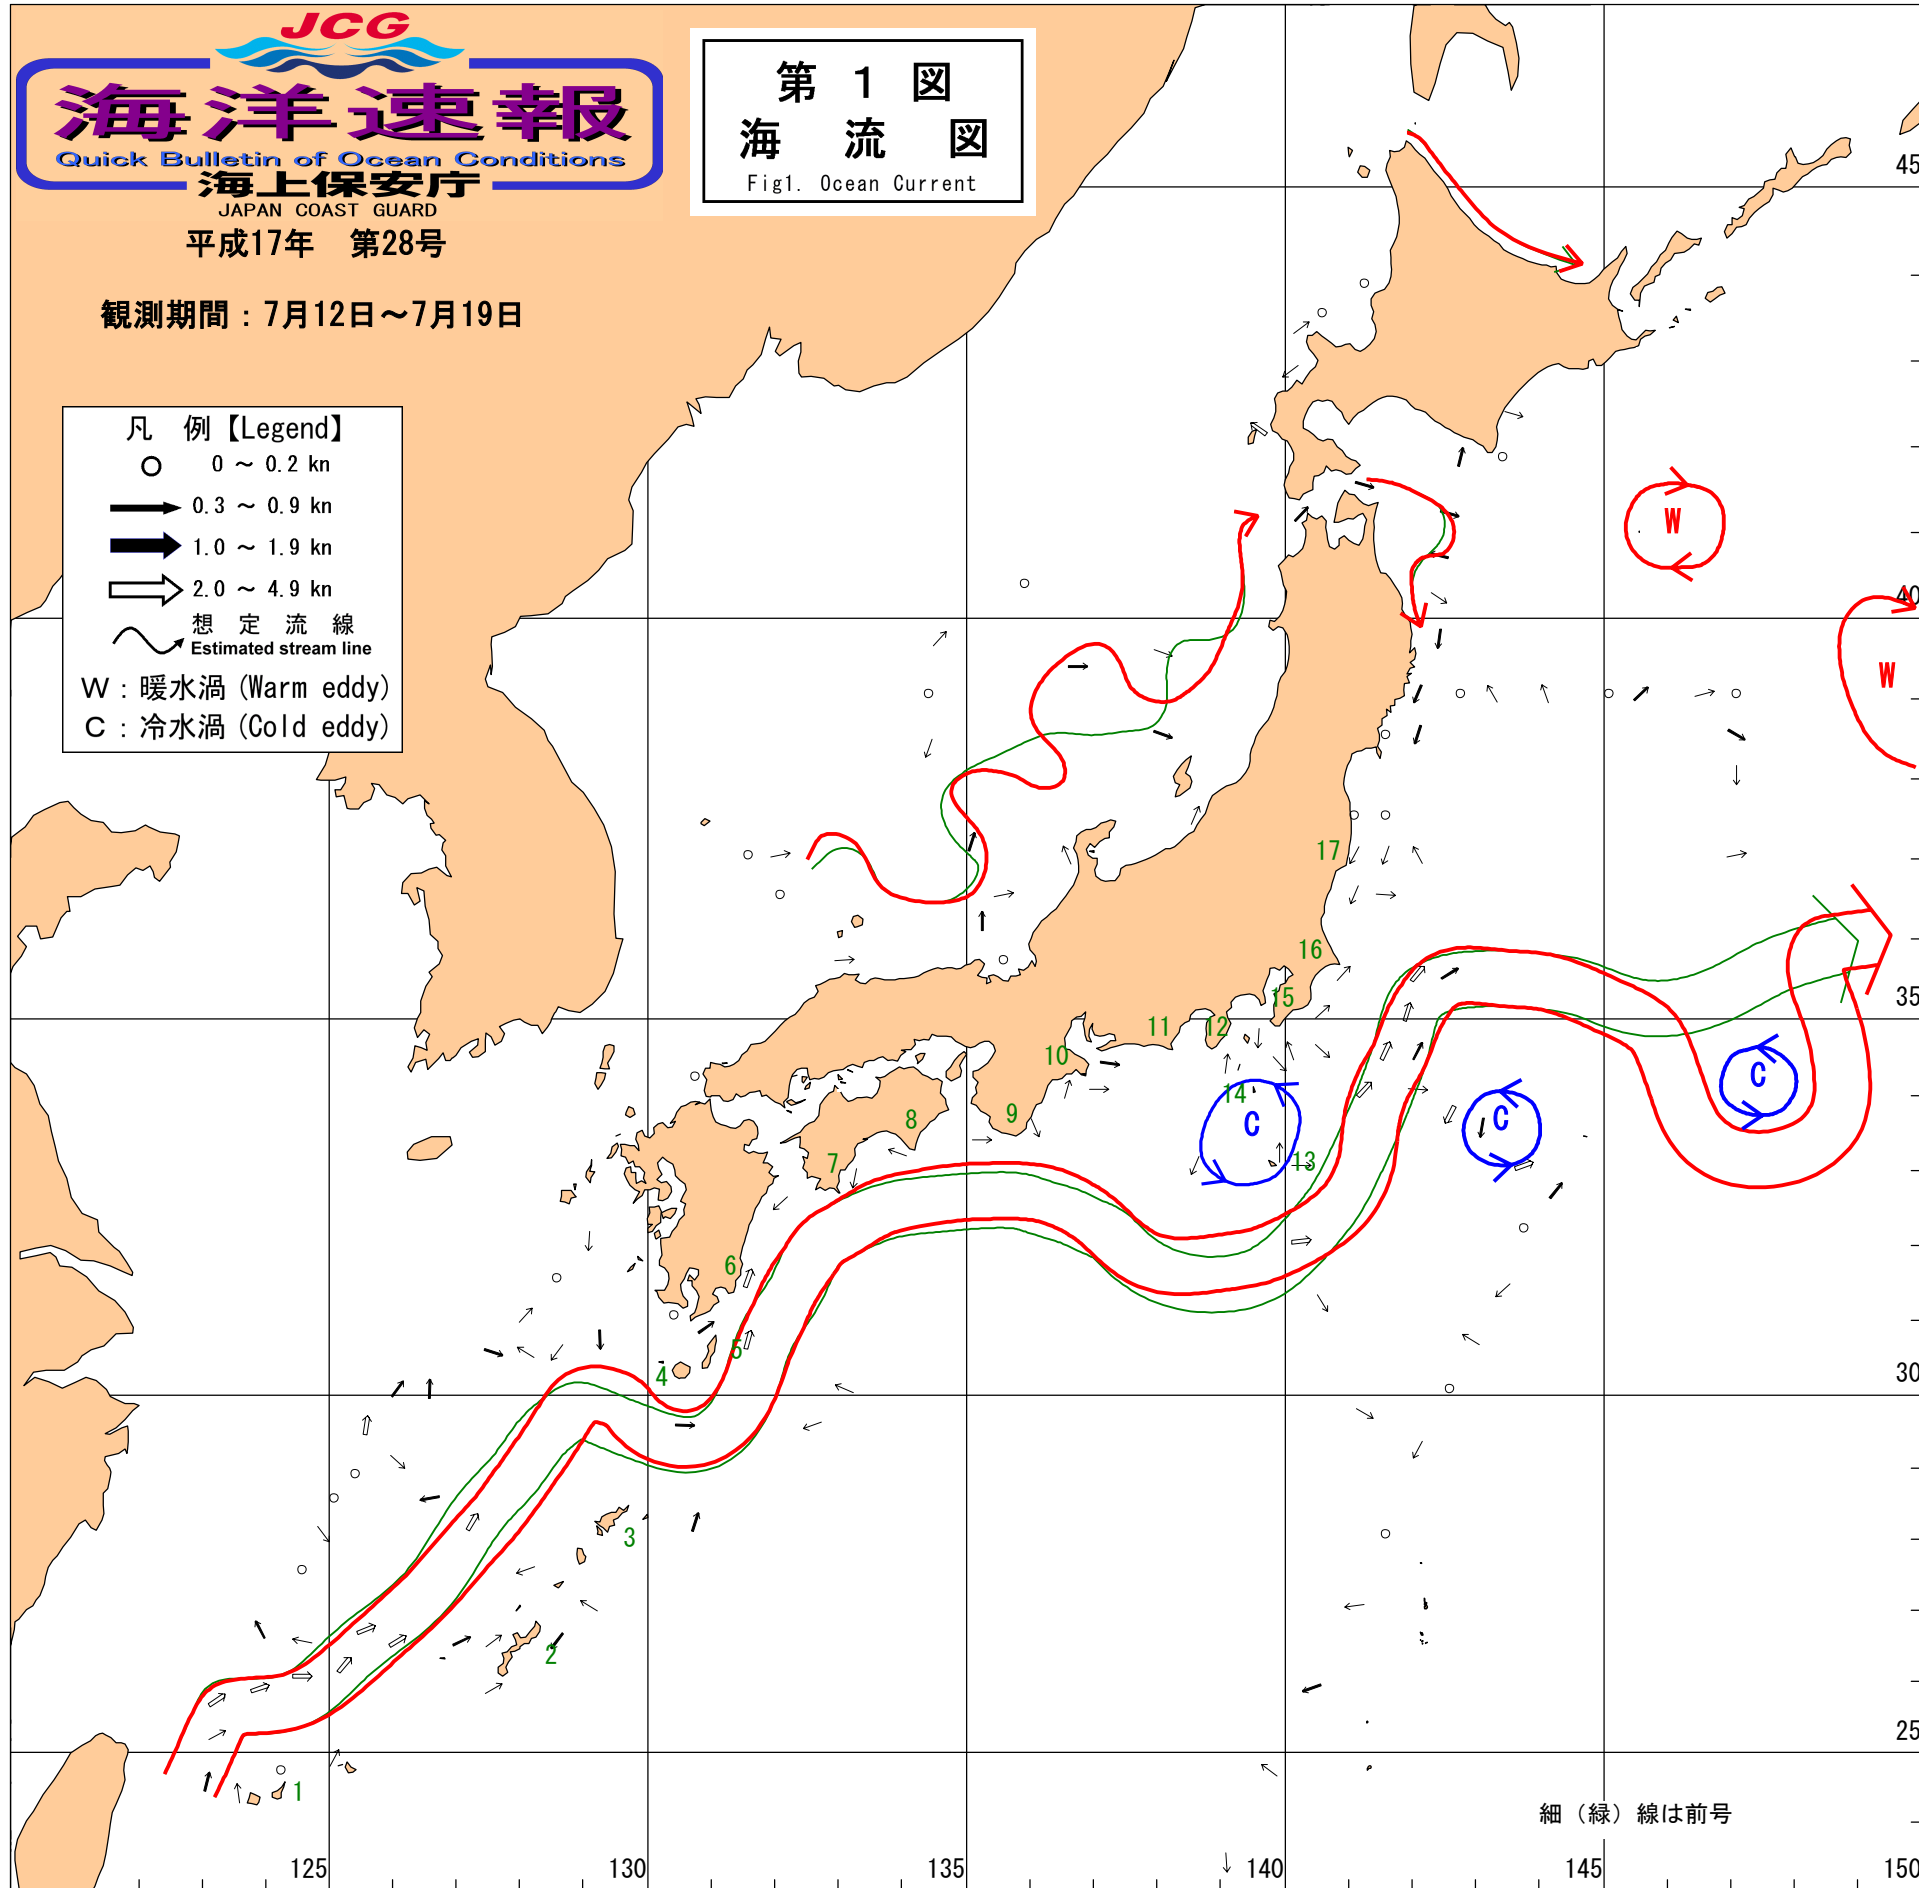 JCG
海洋速報
Quick Bulletin of Ocean Conditions
海上保安庁
JAPAN COAST GUARD
平成17年 第28号
観測期間：7月12日～7月19日
第 1 図
海 流 図
Fig1. Ocean Current
凡 例【Legend】
0 ～ 0.2 kn
0.3 ～ 0.9 kn
1.0 ～ 1.9 kn
2.0 ～ 4.9 kn
想 定 流 線
Estimated stream line
W：暖水渦(Warm eddy)
C：冷水渦(Cold eddy)
45
W
40
W
17
16
35
15
12
11
10
14
C
C
C
9
8
7
13
6
5
4
30
3
2
25
1
細（緑）線は前号
125
130
135
140
145
150